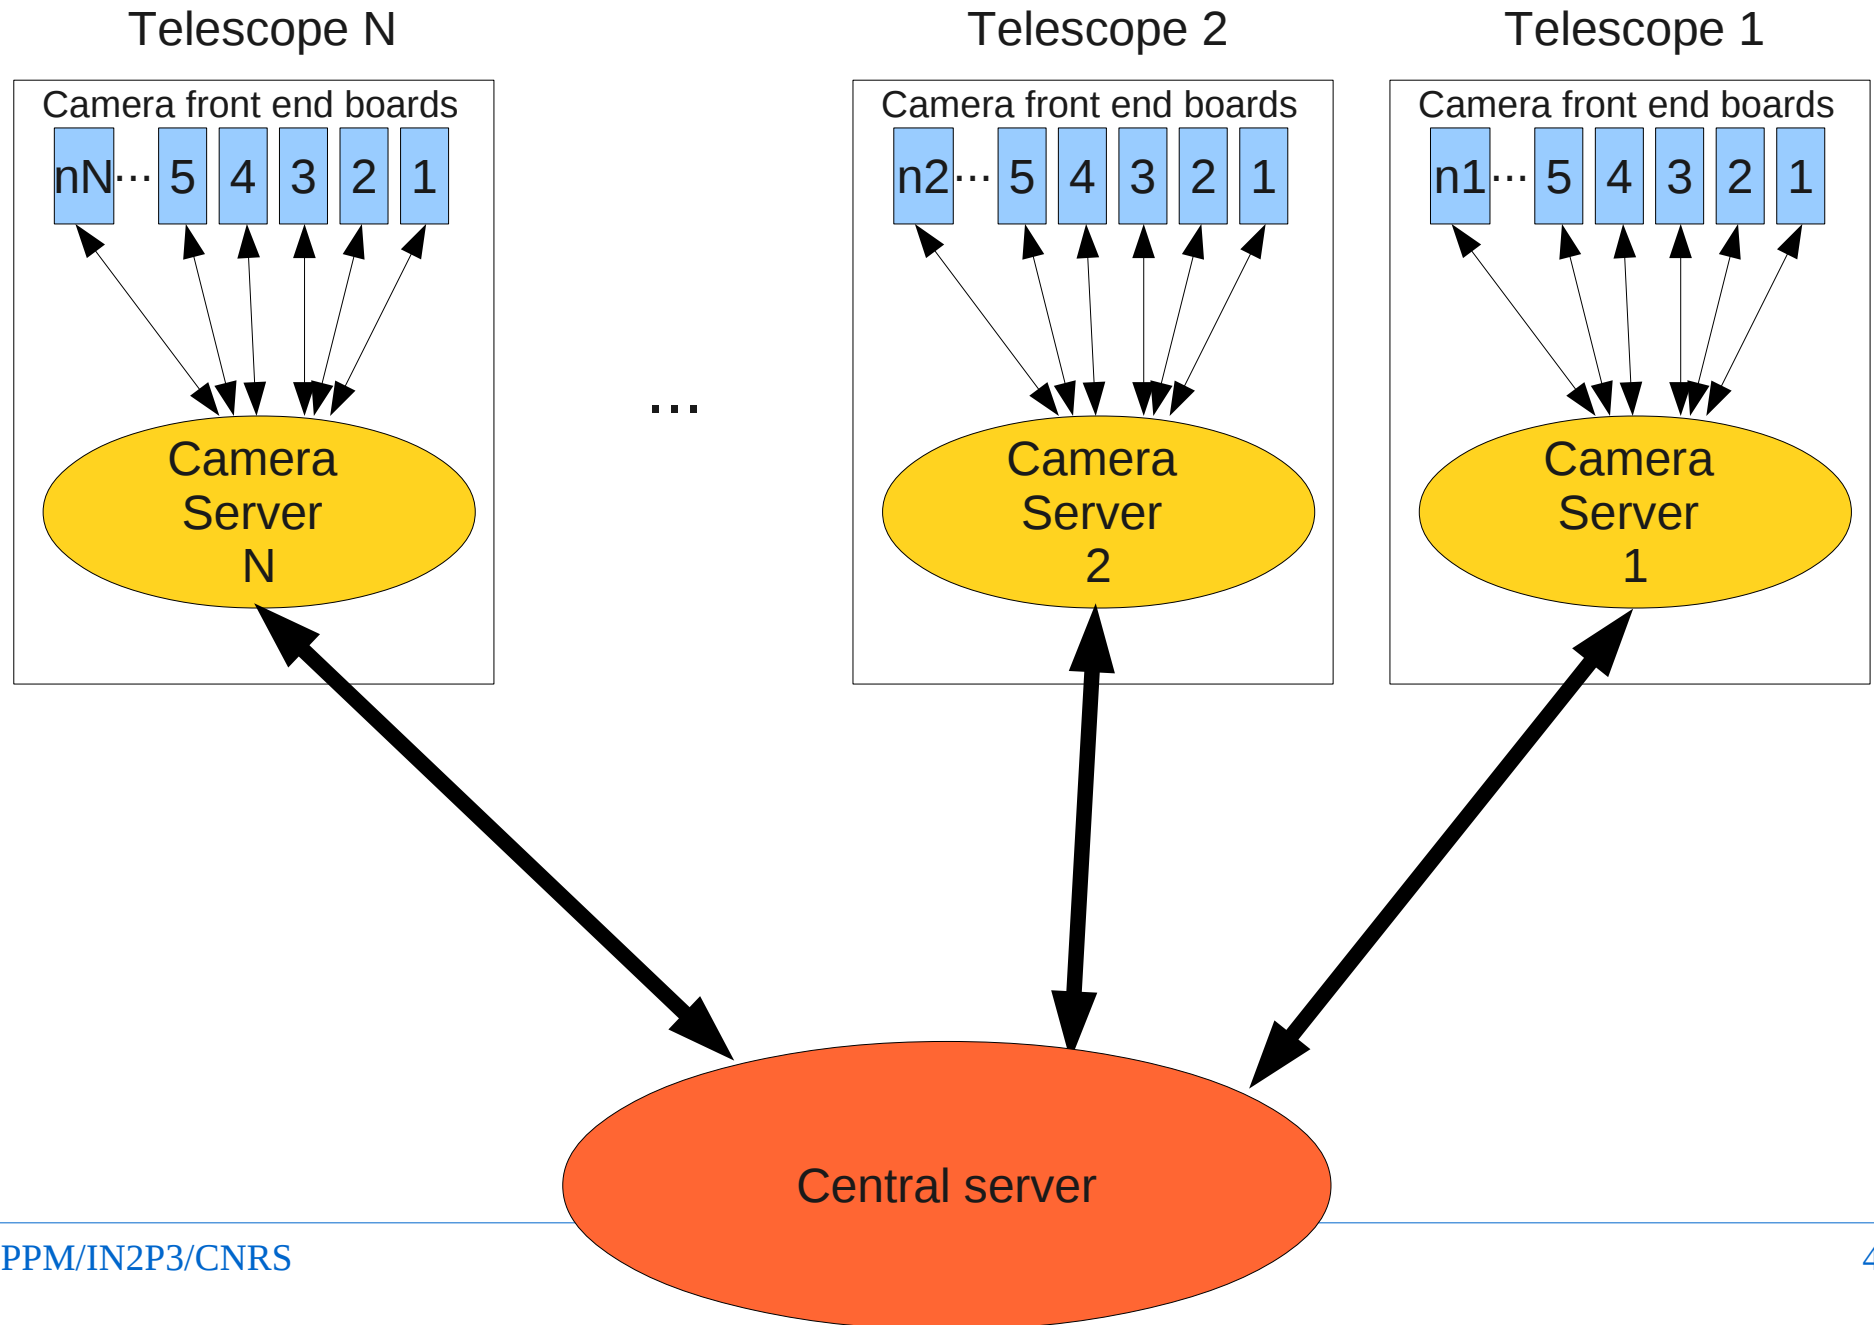 Telescope N
Telescope 2
Telescope 1
Camera front end boards
nN ... 5 4 3 2 1
Camera front end boards
n2 ... 5 4 3 2 1
Camera front end boards
n1 ... 5 4 3 2 1
Camera
Server
N
...
Camera
Server
2
Camera
Server
1
Central server
PPM/IN2P3/CNRS
4